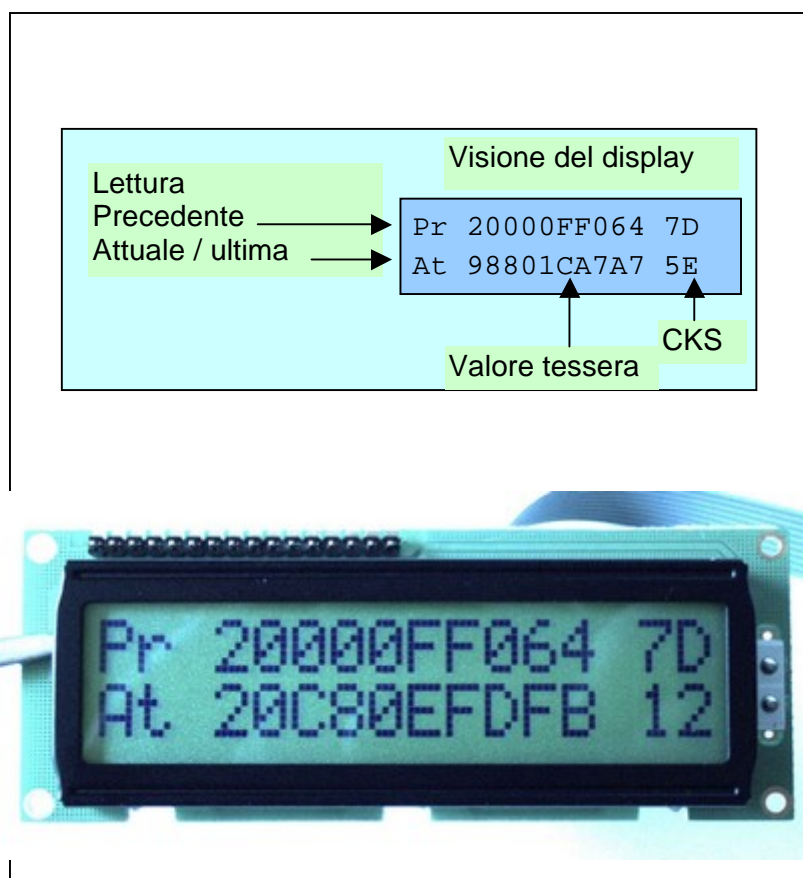 Visione del display
Lettura
Precedente
Attuale / ultima
Pr 20000FF064 7D
At 98801CA7A7 5E
CKS
Valore tessera
Pr 20000FF064 7D
At 20C80EFDFB 12